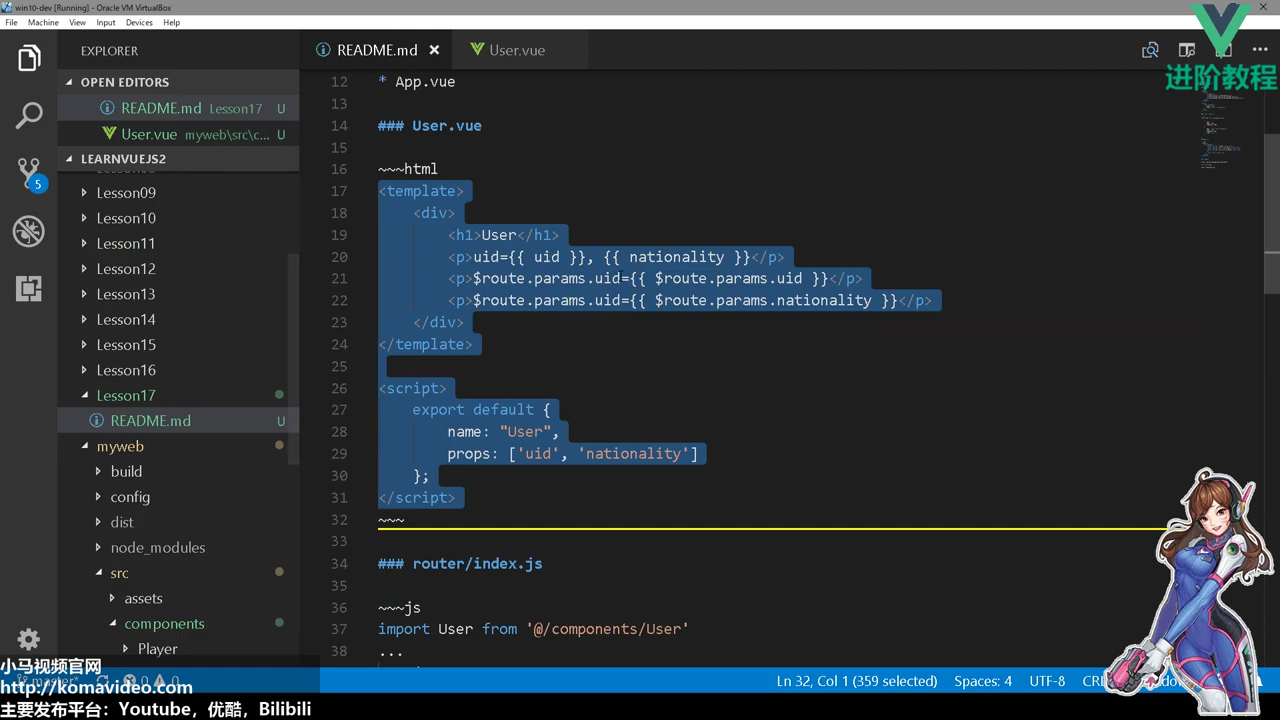 win10-dev [Running] - Oracle VM VirtualBox
File Machine View Input Devices Help
EXPLORER
README.md
User.vue
进阶教程
OPEN EDITORS
README.md Lesson17 U
User.vue myweb\src\c... U
LEARNVUEJS2
Lesson09
Lesson10
Lesson11
Lesson12
Lesson13
Lesson14
Lesson15
Lesson16
Lesson17
README.md U
myweb
build
config
dist
node_modules
src
assets
components
Player
5
12 * App.vue
13
14 ### User.vue
15
16 ~~~html
17 <template>
18 <div>
19 <h1>User</h1>
20 <p>uid={{ uid }}, {{ nationality }}</p>
21 <p>$route.params.uid={{ $route.params.uid }}</p>
22 <p>$route.params.uid={{ $route.params.nationality }}</p>
23 </div>
24 </template>
25
26 <script>
27 export default {
28 name: "User",
29 props: ['uid', 'nationality']
30 };
31 </script>
32 ~~~
33
34 ### router/index.js
35
36 ~~~js
37 import User from '@/components/User'
38 ...
小马视频官网
http://komavideo.com
主要发布平台：Youtube，优酷，Bilibili
master* 0 0
Ln 32, Col 1 (359 selected) Spaces: 4 UTF-8